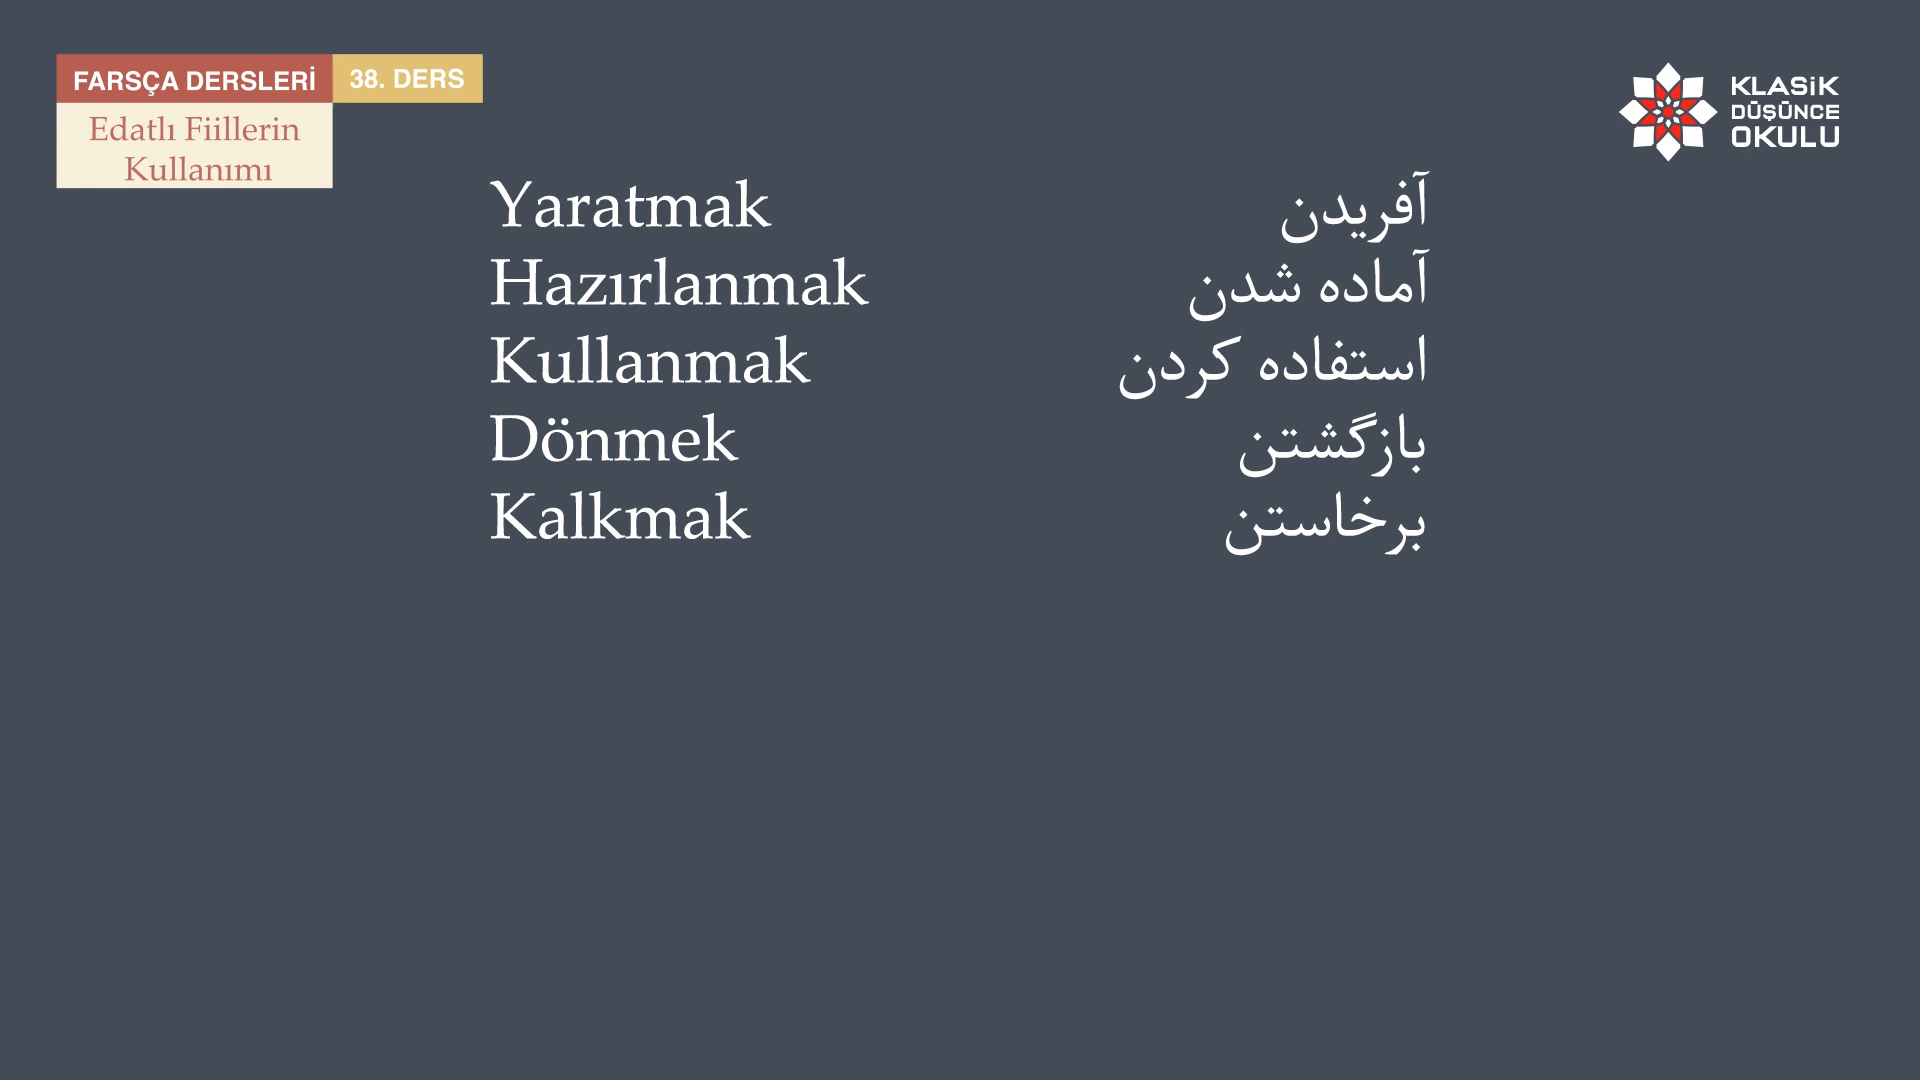 FARSÇA DERSLERİ 38. DERS
Edatlı Fiillerin
Kullanımı
KLASiK
DÜŞÜNCE
OKULU
Yaratmak آفریدن
Hazırlanmak آماده شدن
Kullanmak استفاده کردن
Dönmek بازگشتن
Kalkmak برخاستن